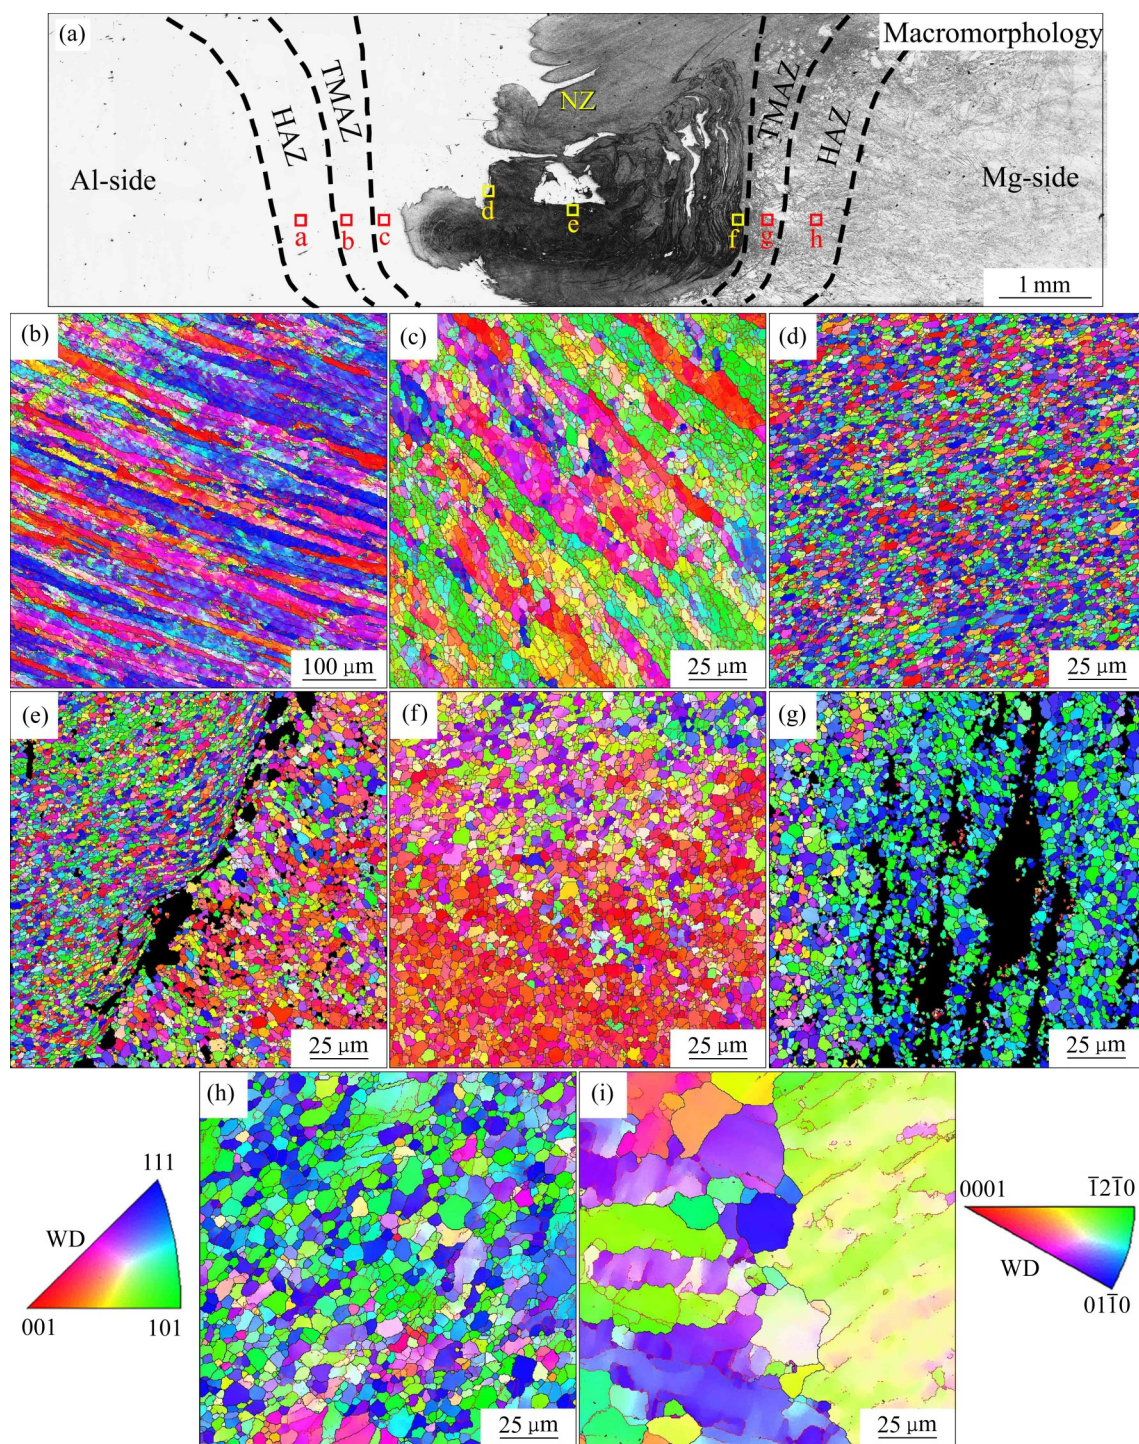 (a)
Macromorphology
HAZ
TMAZ
NZ
TMAZ
HAZ
Al-side
Mg-side
a
b
c
d
e
f
g
h
1 mm
(b)
100 μm
(c)
25 μm
(d)
25 μm
(e)
25 μm
(f)
25 μm
(g)
25 μm
(h)
25 μm
(i)
25 μm
111
WD
001
101
0001
1̅21̅0
WD
011̅0